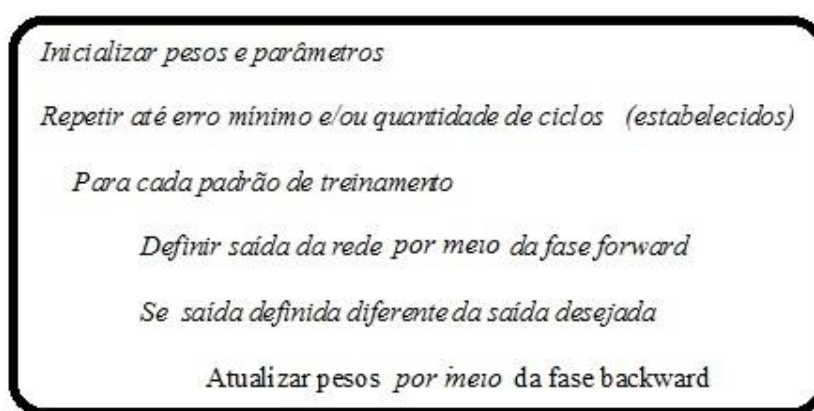 Inicializar pesos e parâmetros
Repetir até erro mínimo e/ou quantidade de ciclos (estabelecidos)
Para cada padrão de treinamento
Definir saída da rede por meio da fase forward
Se saída definida diferente da saída desejada
Atualizar pesos por meio da fase backward